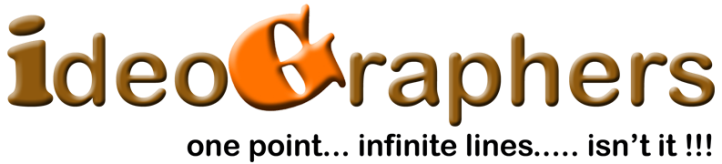 ideoGraphers
one point... infinite lines..... isn't it !!!